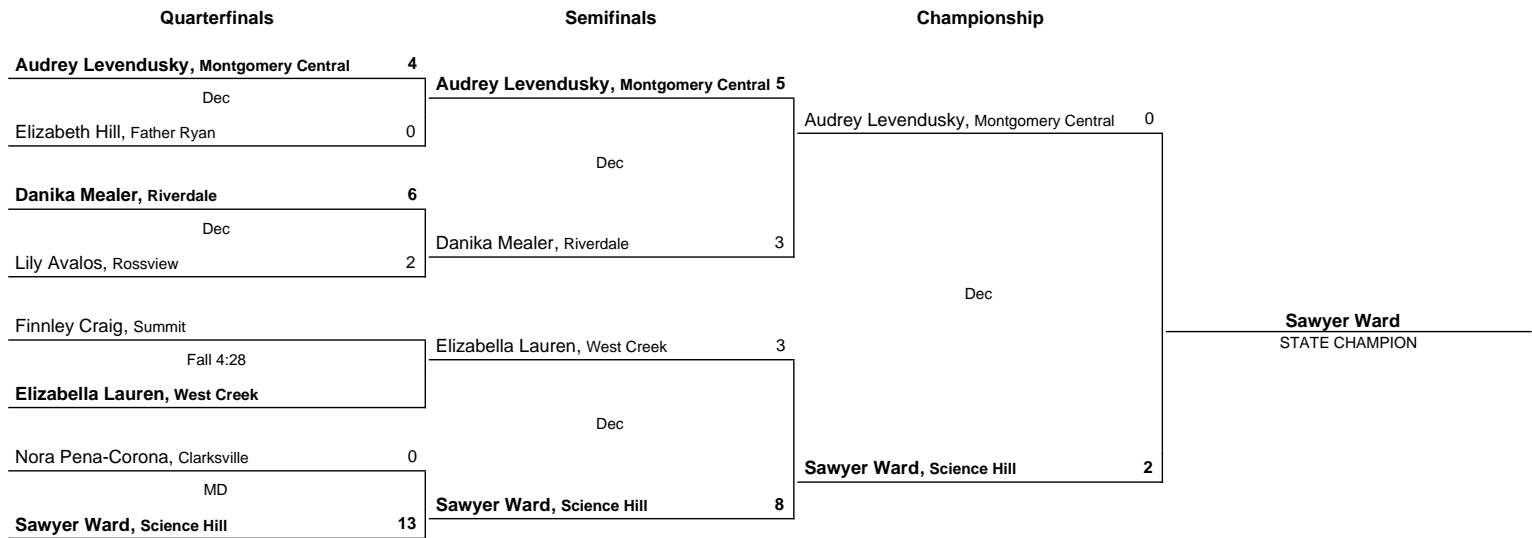 Quarterfinals Semifinals Championship
Audrey Levendusky, Montgomery Central 4
Dec
Elizabeth Hill, Father Ryan 0
Danika Mealer, Riverdale 6
Dec
Lily Avalos, Rossview 2
Finnley Craig, Summit
Fall 4:28
Elizabella Lauren, West Creek
Nora Pena-Corona, Clarksville 0
MD
Sawyer Ward, Science Hill 13
Audrey Levendusky, Montgomery Central 5
Dec
Danika Mealer, Riverdale 3
Elizabella Lauren, West Creek 3
Dec
Sawyer Ward, Science Hill 8
Audrey Levendusky, Montgomery Central 0
Dec
Sawyer Ward, Science Hill 2
Sawyer Ward
STATE CHAMPION